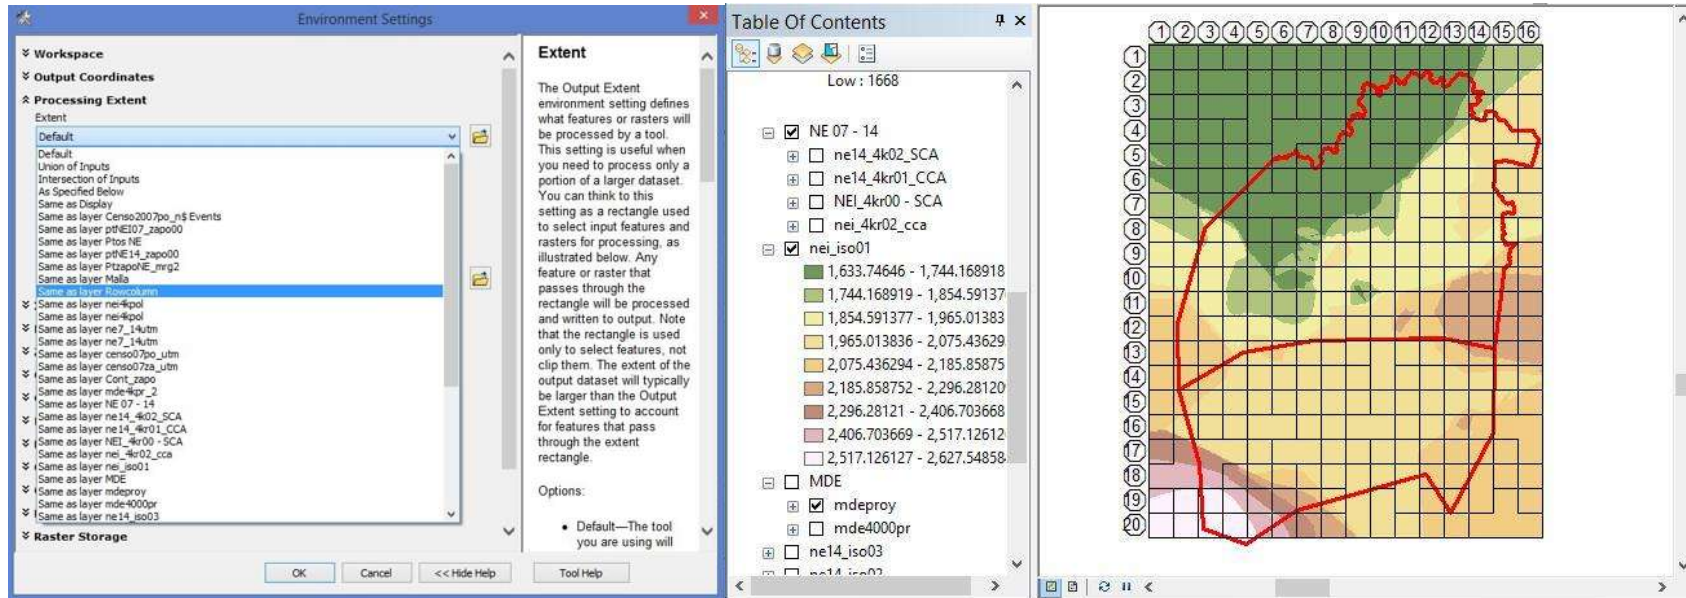 Environment Settings
Workspace
Output Coordinates
Processing Extent
Extent
Default
Default
Union of Inputs
Intersection of Inputs
As Specified Below
Same as Display
Same as layer Censo2007po_n$ Events
Same as layer ptNEI07_zapo00
Same as layer Ptos NE
Same as layer ptNE14_zapo00
Same as layer PtzapoNE_mrg2
Same as layer Malla
Same as layer Rowcolumn
Same as layer nei4kpol
Same as layer nei4kpol
Same as layer ne7_14utm
Same as layer ne7_14utm
Same as layer censo07po_utm
Same as layer censo07za_utm
Same as layer Cont_zapo
Same as layer mde4kpr_2
Same as layer NE 07 - 14
Same as layer ne14_4k02_SCA
Same as layer ne14_4kr01_CCA
Same as layer NEI_4kr00 - SCA
Same as layer nei_4kr02_cca
Same as layer nei_iso01
Same as layer MDE
Same as layer mdeproy
Same as layer mde4000pr
Same as layer ne14_iso03
Raster Storage
OK
Cancel
<< Hide Help
Tool Help
Extent
The Output Extent
environment setting defines
what features or rasters will
be processed by a tool.
This setting is useful when
you need to process only a
portion of a larger dataset.
You can think to this
setting as a rectangle used
to select input features and
rasters for processing, as
illustrated below. Any
feature or raster that
passes through the
rectangle will be processed
and written to output. Note
that the rectangle is used
only to select features, not
clip them. The extent of the
output dataset will typically
be larger than the Output
Extent setting to account
for features that pass
through the extent
rectangle.
Options:
• Default—The tool
you are using will
Table Of Contents
Low : 1668
NE 07 - 14
ne14_4k02_SCA
ne14_4kr01_CCA
NEI_4kr00 - SCA
nei_4kr02_cca
nei_iso01
1,633.74646 - 1,744.168918
1,744.168919 - 1,854.59137
1,854.591377 - 1,965.01383
1,965.013836 - 2,075.43629
2,075.436294 - 2,185.85875
2,185.858752 - 2,296.28120
2,296.28121 - 2,406.703668
2,406.703669 - 2,517.12612
2,517.126127 - 2,627.54858
MDE
mdeproy
mde4000pr
ne14_iso03
1 2 3 4 5 6 7 8 9 10 11 12 13 14 15 16
1
2
3
4
5
6
7
8
9
10
11
12
13
14
15
16
17
18
19
20